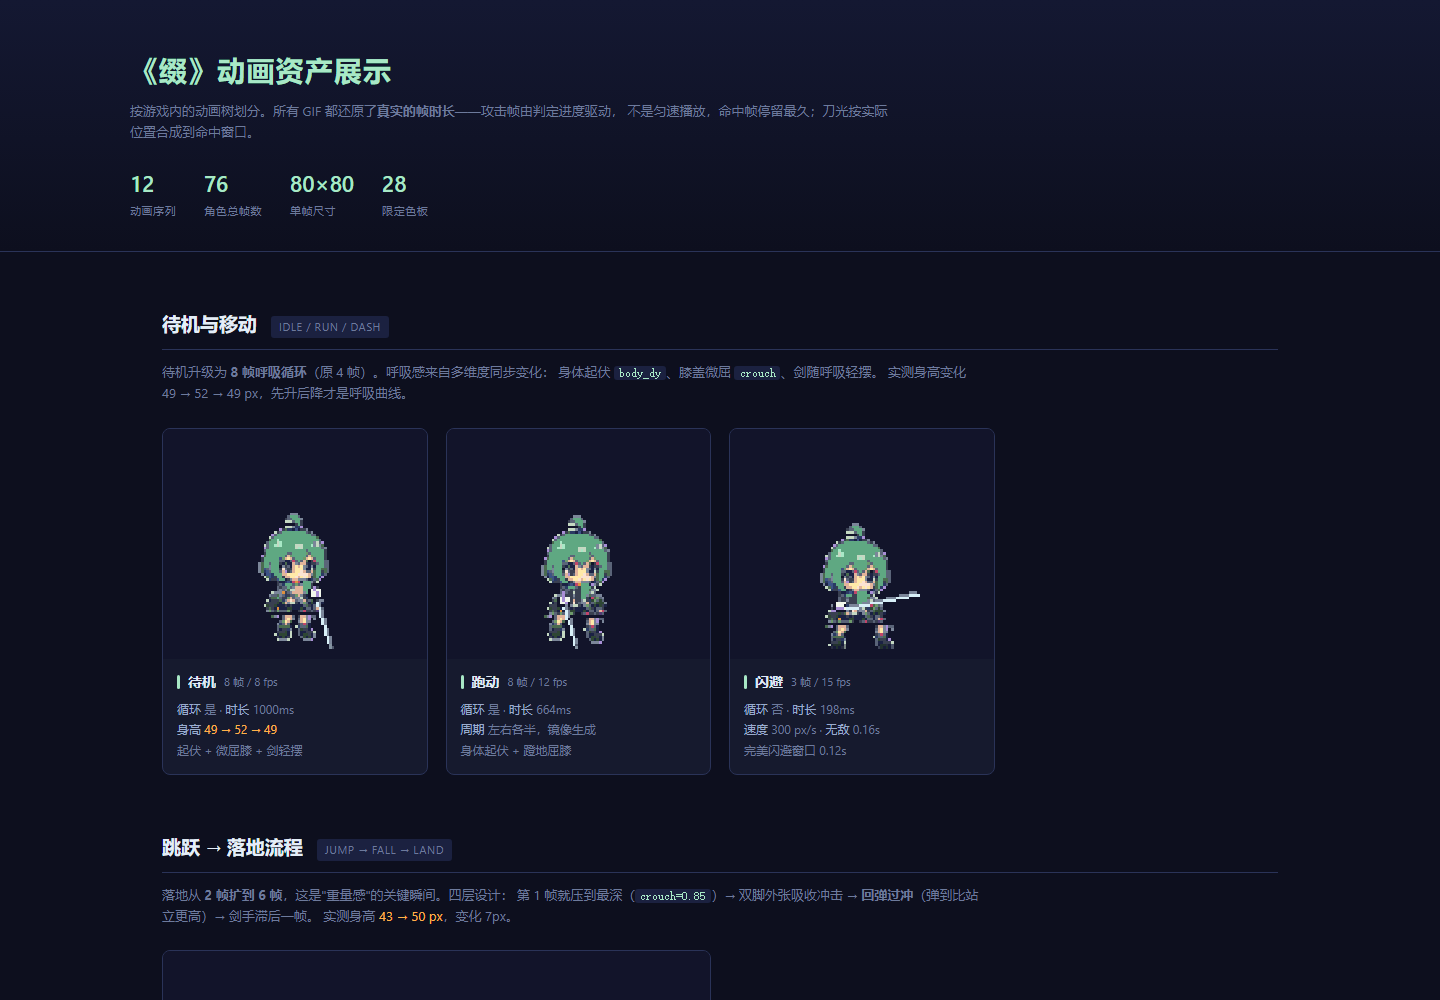 《缀》动画资产展示
按游戏内的动画树划分。所有 GIF 都还原了真实的帧时长——攻击帧由判定进度驱动， 不是匀速播放，命中帧停留最久；刀光按实际
位置合成到命中窗口。
12 76 80×80 28
动画序列 角色总帧数 单帧尺寸 限定色板
待机与移动 IDLE / RUN / DASH
待机升级为 8 帧呼吸循环（原 4 帧）。呼吸感来自多维度同步变化： 身体起伏 body_dy、膝盖微屈 crouch、剑随呼吸轻摆。 实测身高变化
49 → 52 → 49 px，先升后降才是呼吸曲线。
待机 8 帧 / 8 fps
循环 是 · 时长 1000ms
身高 49 → 52 → 49
起伏 + 微屈膝 + 剑轻摆
跑动 8 帧 / 12 fps
循环 是 · 时长 664ms
周期 左右各半，镜像生成
身体起伏 + 蹬地屈膝
闪避 3 帧 / 15 fps
循环 否 · 时长 198ms
速度 300 px/s · 无敌 0.16s
完美闪避窗口 0.12s
跳跃 → 落地流程 JUMP → FALL → LAND
落地从 2 帧扩到 6 帧，这是"重量感"的关键瞬间。四层设计： 第 1 帧就压到最深（crouch=0.85）→ 双脚外张吸收冲击 → 回弹过冲（弹到比站
立更高）→ 剑手滞后一帧。 实测身高 43 → 50 px，变化 7px。